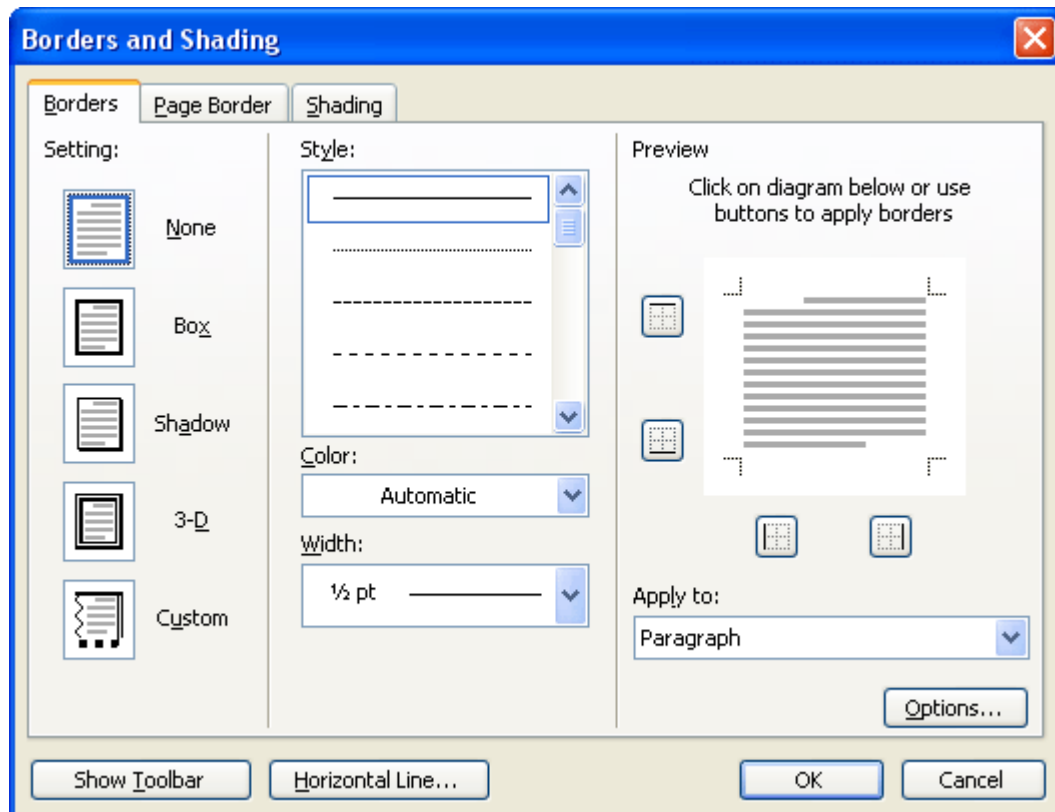 Borders and Shading
Borders
Page Border
Shading
Setting:
None
Box
Shadow
3-D
Custom
Style:
Color:
Automatic
Width:
½ pt
Preview
Click on diagram below or use
buttons to apply borders
Apply to:
Paragraph
Options...
Show Toolbar
Horizontal Line...
OK
Cancel